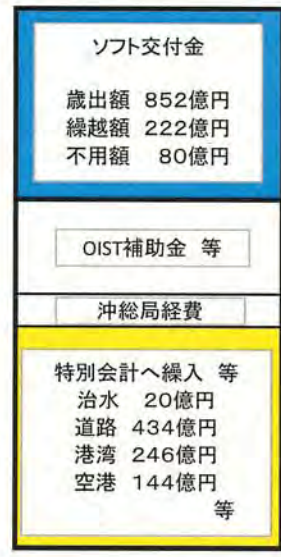 ソフト交付金
歳出額 852億円
繰越額 222億円
不用額 80億円
OIST補助金 等
沖総局経費
特別会計へ繰入 等
治水 20億円
道路 434億円
港湾 246億円
空港 144億円
等